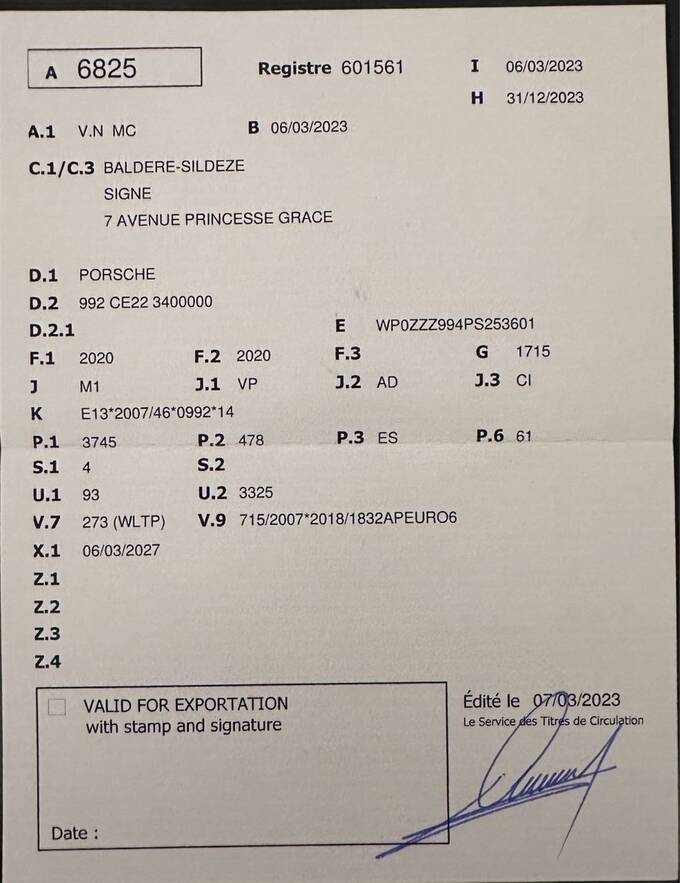 A 6825 Registre 601561 I 06/03/2023
H 31/12/2023
A.1 V.N MC B 06/03/2023
C.1/C.3 BALDERE-SILDEZE
SIGNE
7 AVENUE PRINCESSE GRACE
D.1 PORSCHE
D.2 992 CE22 3400000
D.2.1 E WP0ZZZ994PS253601
F.1 2020 F.2 2020 F.3 G 1715
J M1 J.1 VP J.2 AD J.3 CI
K E13*2007/46*0992*14
P.1 3745 P.2 478 P.3 ES P.6 61
S.1 4 S.2
U.1 93 U.2 3325
V.7 273 (WLTP) V.9 715/2007*2018/1832APEURO6
X.1 06/03/2027
Z.1
Z.2
Z.3
Z.4
VALID FOR EXPORTATION
with stamp and signature
Édité le 07/03/2023
Le Service des Titres de Circulation
Date :